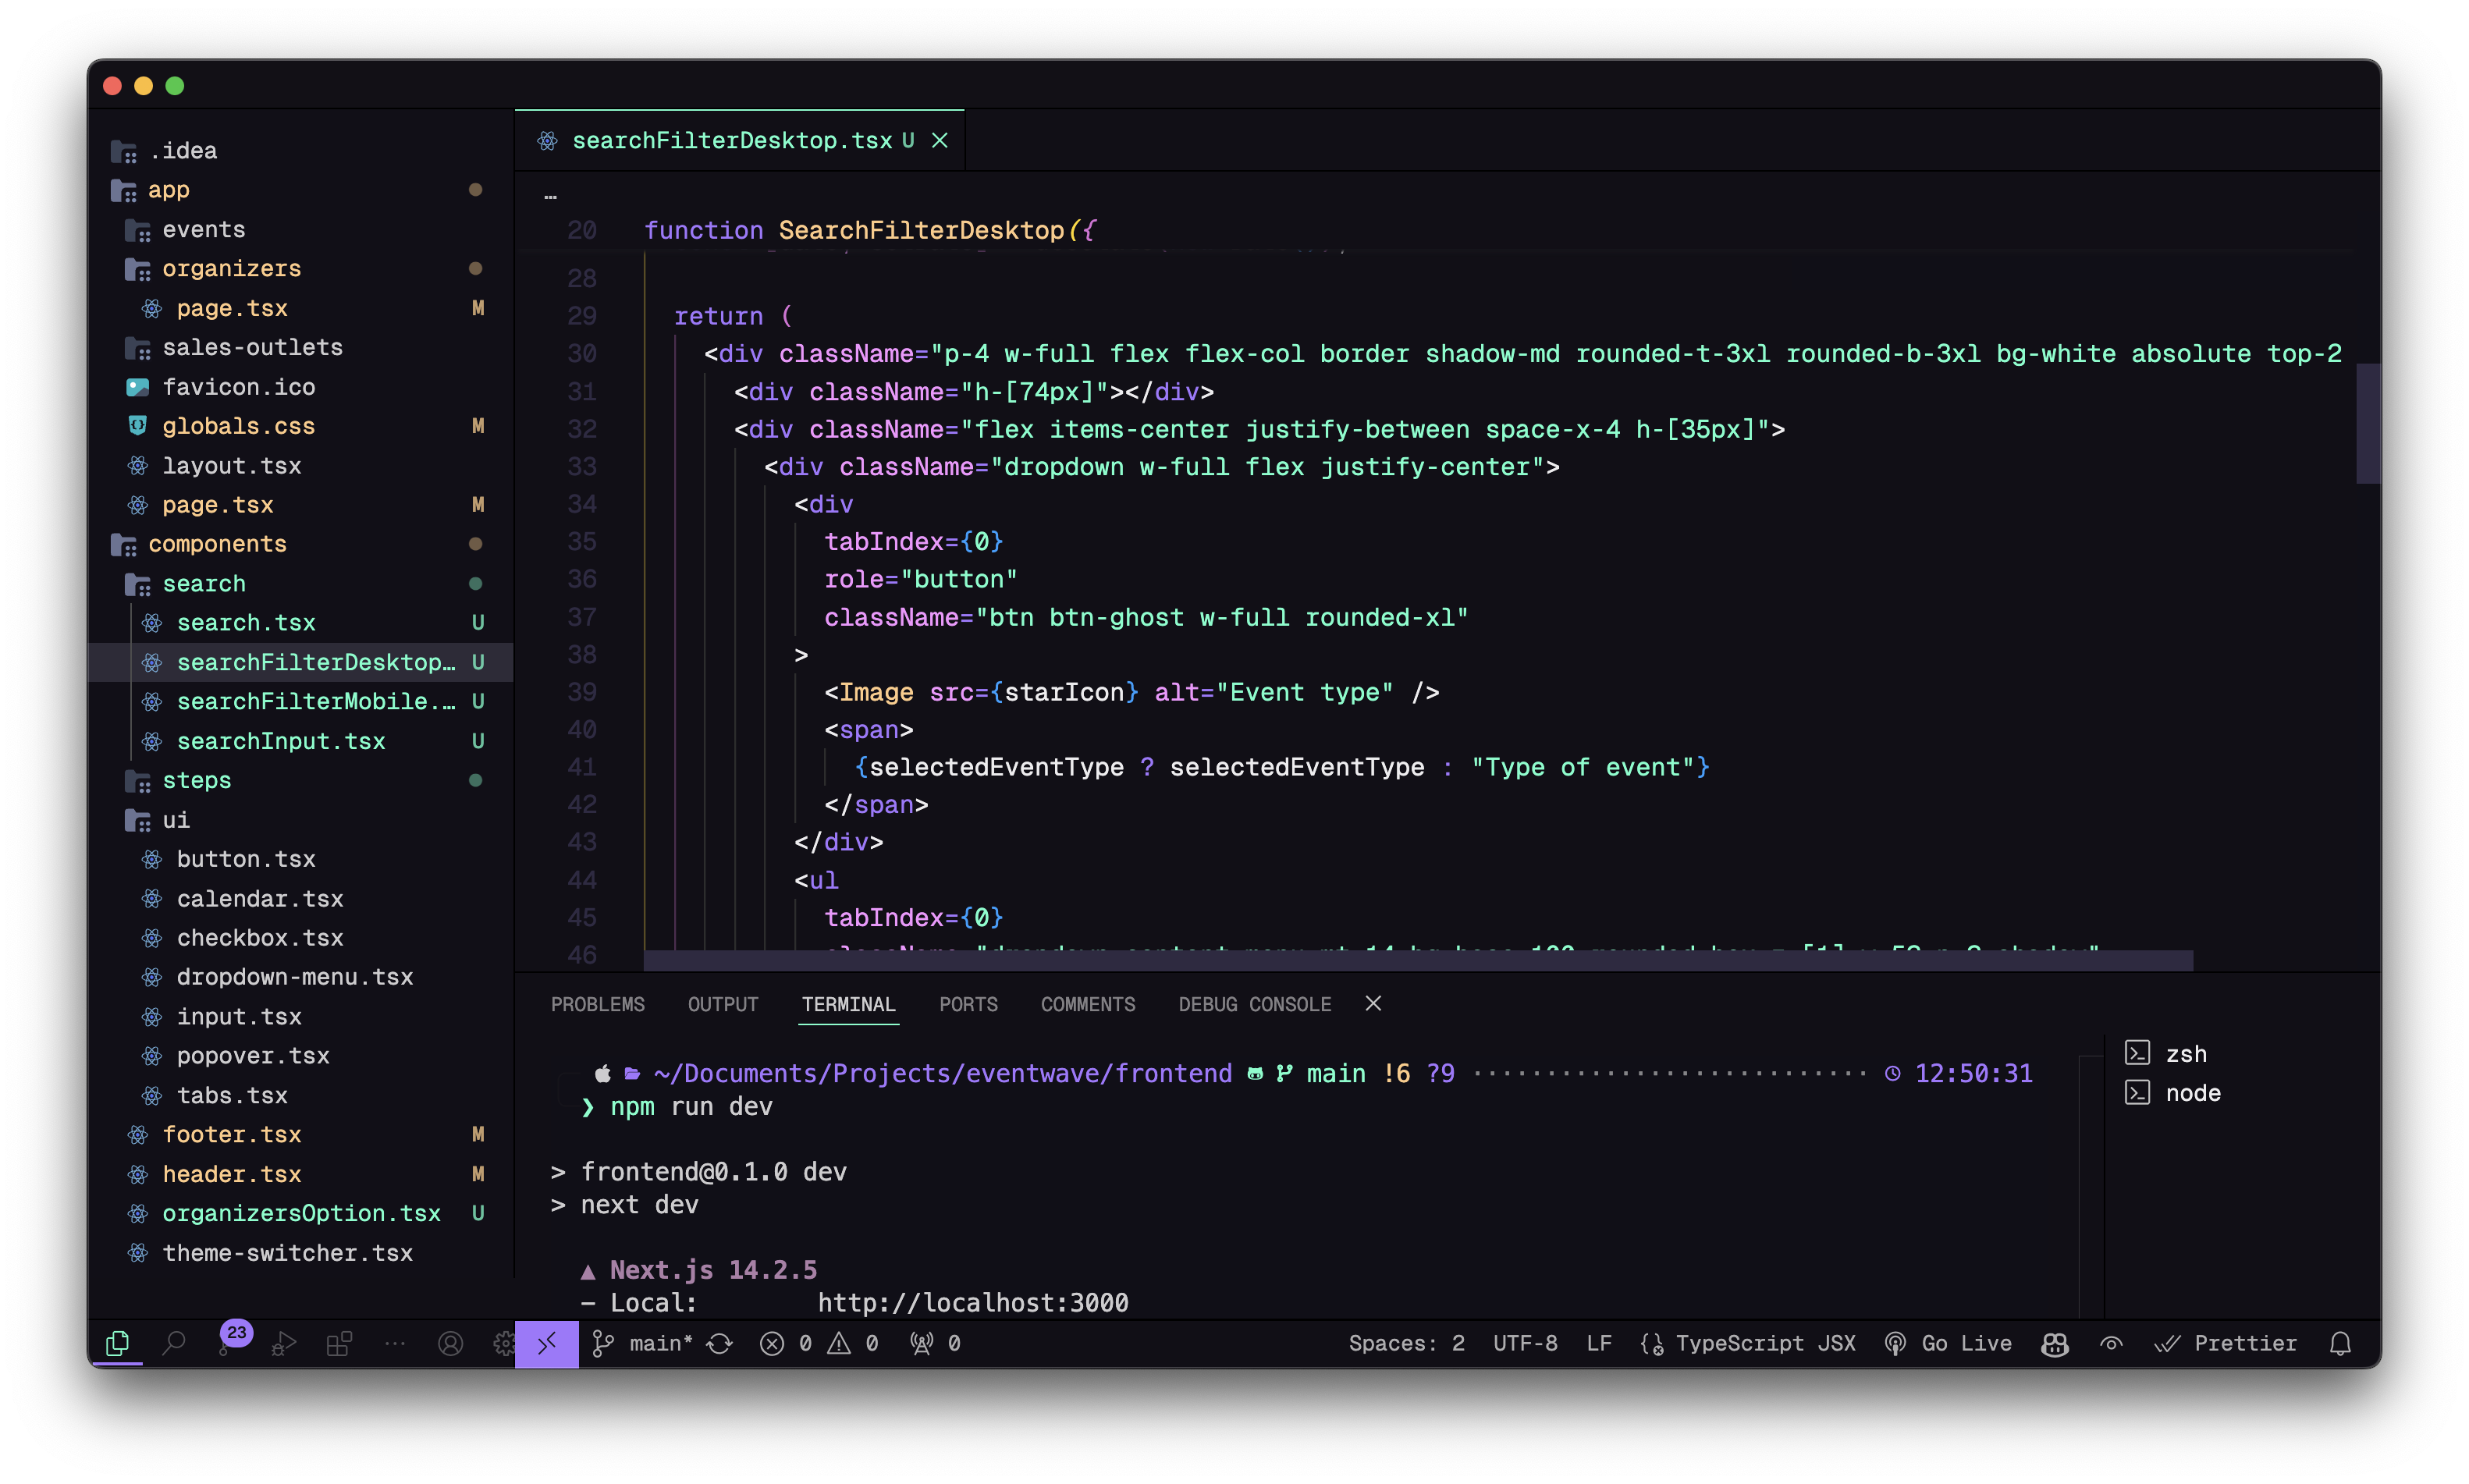 .idea
app
events
organizers
page.tsx M
sales-outlets
favicon.ico
globals.css M
layout.tsx
page.tsx M
components
search
search.tsx U
searchFilterDesktop… U
searchFilterMobile.… U
searchInput.tsx U
steps
ui
button.tsx
calendar.tsx
checkbox.tsx
dropdown-menu.tsx
input.tsx
popover.tsx
tabs.tsx
footer.tsx M
header.tsx M
organizersOption.tsx U
theme-switcher.tsx
searchFilterDesktop.tsx U
…
20 function SearchFilterDesktop({
28
29 return (
30 <div className="p-4 w-full flex flex-col border shadow-md rounded-t-3xl rounded-b-3xl bg-white absolute top-2
31 <div className="h-[74px]"></div>
32 <div className="flex items-center justify-between space-x-4 h-[35px]">
33 <div className="dropdown w-full flex justify-center">
34 <div
35 tabIndex={0}
36 role="button"
37 className="btn btn-ghost w-full rounded-xl"
38 >
39 <Image src={starIcon} alt="Event type" />
40 <span>
41 {selectedEventType ? selectedEventType : "Type of event"}
42 </span>
43 </div>
44 <ul
45 tabIndex={0}
46
PROBLEMS OUTPUT TERMINAL PORTS COMMENTS DEBUG CONSOLE
~/Documents/Projects/eventwave/frontend main !6 ?9 12:50:31
❯ npm run dev
> frontend@0.1.0 dev
> next dev
▲ Next.js 14.2.5
- Local: http://localhost:3000
zsh
node
23
main* 0 0 0 Spaces: 2 UTF-8 LF TypeScript JSX Go Live Prettier